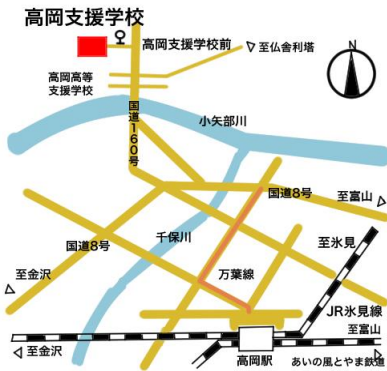 高岡支援学校
高岡支援学校前
至仏舎利塔
N
高岡高等
支援学校
国道160号
小矢部川
国道8号
至富山
千保川
国道8号
至氷見
至金沢
万葉線
JR氷見線
至富山
至金沢
高岡駅
あいの風とやま鉄道